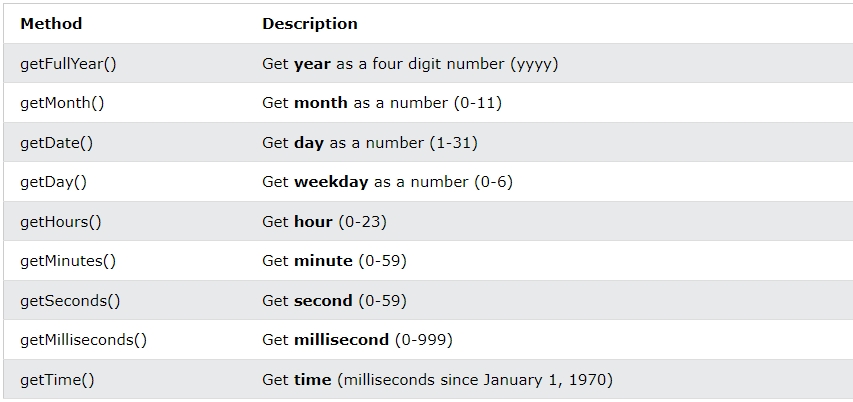 Method Description
getFullYear() Get year as a four digit number (yyyy)
getMonth() Get month as a number (0-11)
getDate() Get day as a number (1-31)
getDay() Get weekday as a number (0-6)
getHours() Get hour (0-23)
getMinutes() Get minute (0-59)
getSeconds() Get second (0-59)
getMilliseconds() Get millisecond (0-999)
getTime() Get time (milliseconds since January 1, 1970)